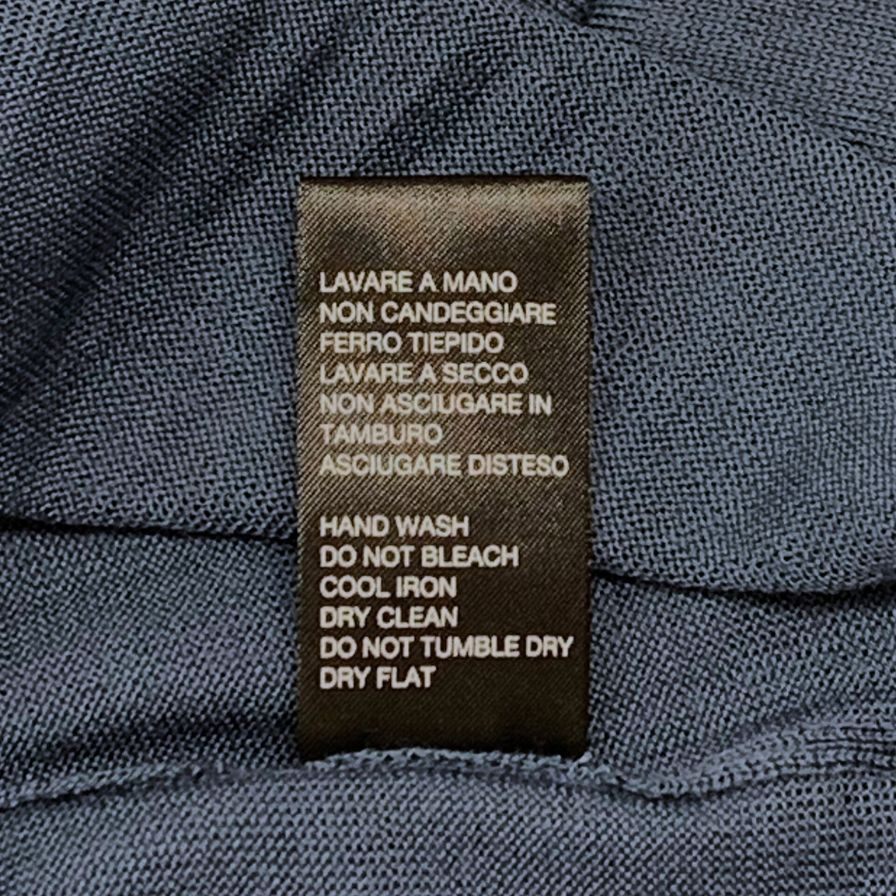 LAVARE A MANO
NON CANDEGGIARE
FERRO TIEPIDO
LAVARE A SECCO
NON ASCIUGARE IN
TAMBURO
ASCIUGARE DISTESO
HAND WASH
DO NOT BLEACH
COOL IRON
DRY CLEAN
DO NOT TUMBLE DRY
DRY FLAT